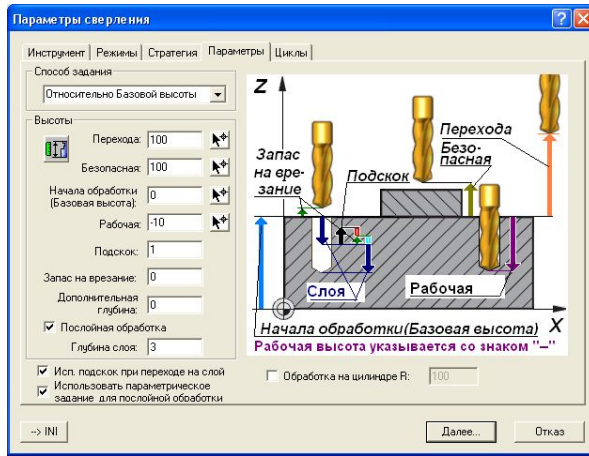 Параметры сверления
Инструмент Режимы Стратегия Параметры Циклы
Способ задания
Относительно Базовой высоты
Высоты
Перехода: 100
Безопасная: 100
Начала обработки
(Базовая высота): 0
Рабочая: -10
Подскок: 1
Запас на врезание: 0
Дополнительная
глубина: 0
Послойная обработка
Глубина слоя: 3
Исп. подскок при переходе на слой
Использовать параметрическое
задание для послойной обработки
Z
Перехода
Безо-
пасная
Запас
на вре-
зание
Подскок
Слоя
Рабочая
Начала обработки(Базовая высота) X
Рабочая высота указывается со знаком "–"
Обработка на цилиндре R: 100
--> INI
Далее...
Отказ